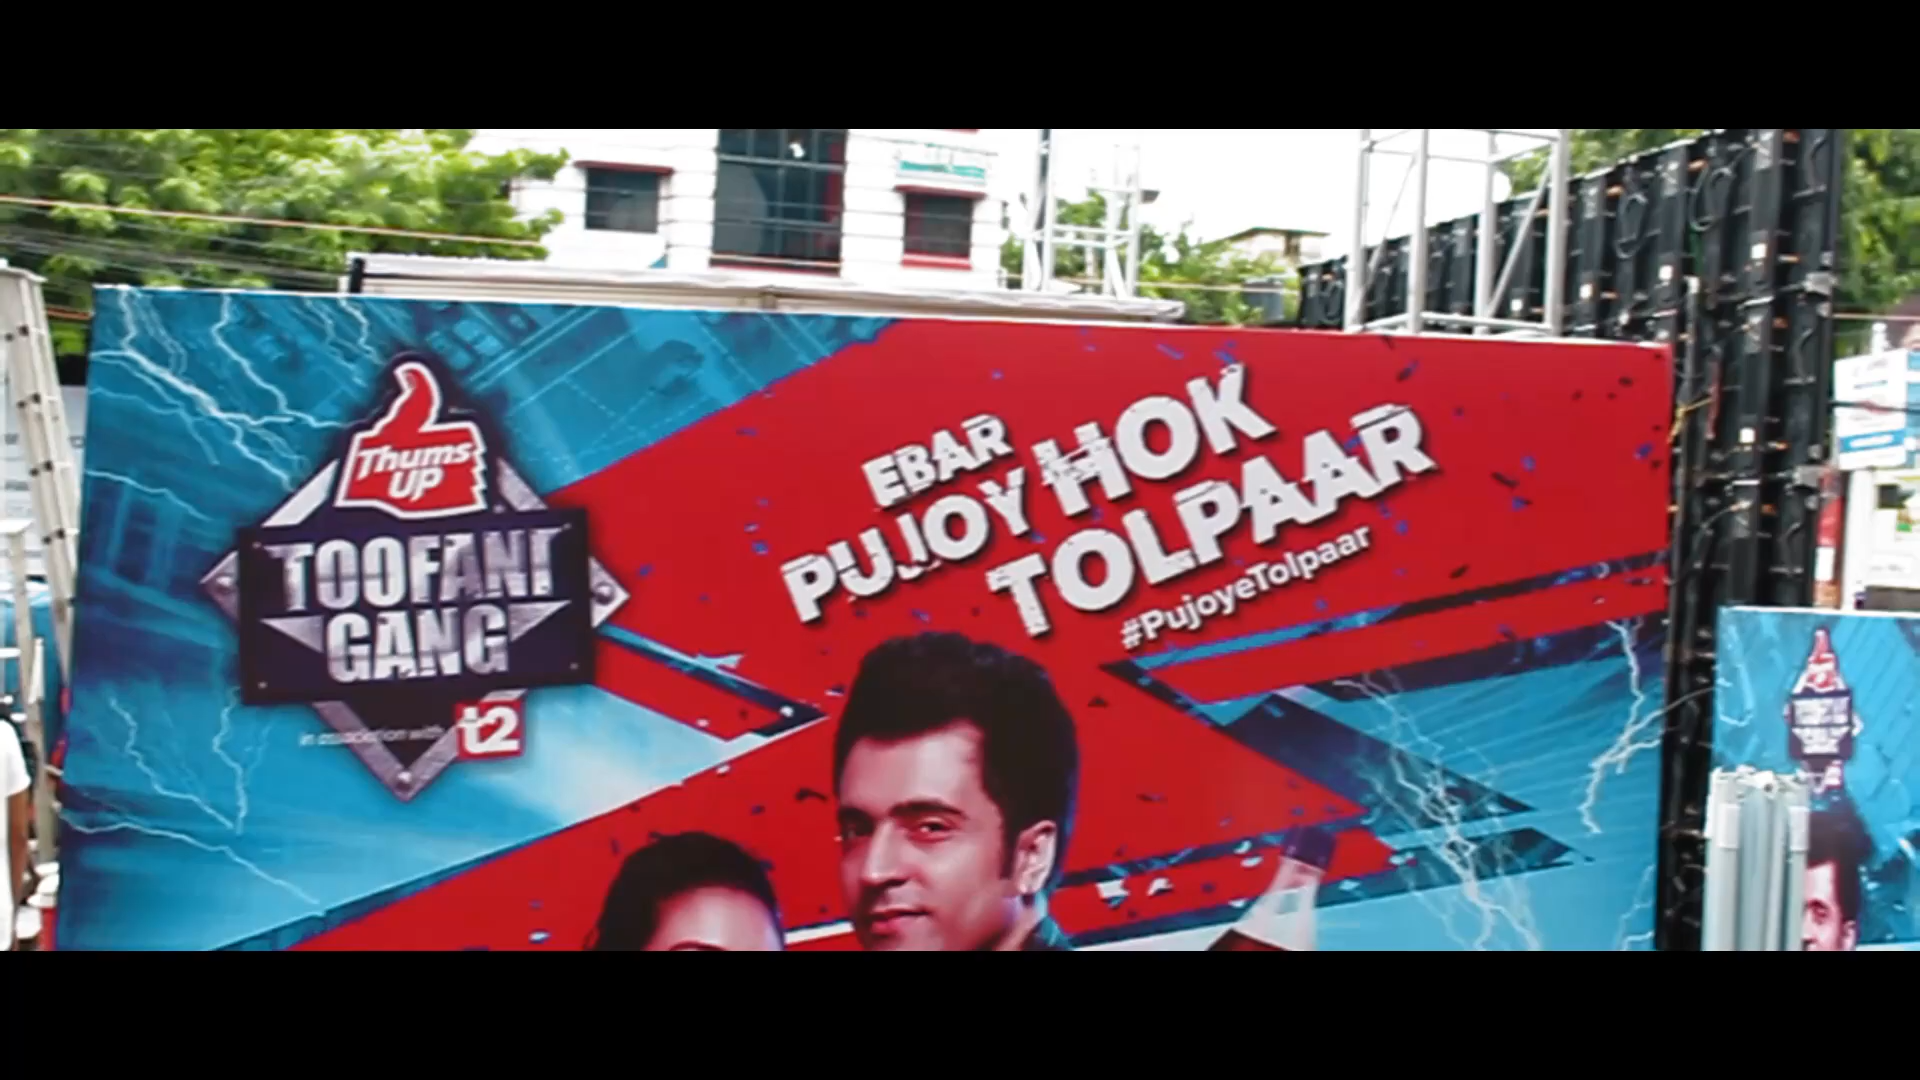 Thums
UP
TOOFANI
GANG
in association with t2
EBAR
PUJOY HOK
TOLPAAR
#PujoyeTolpaar